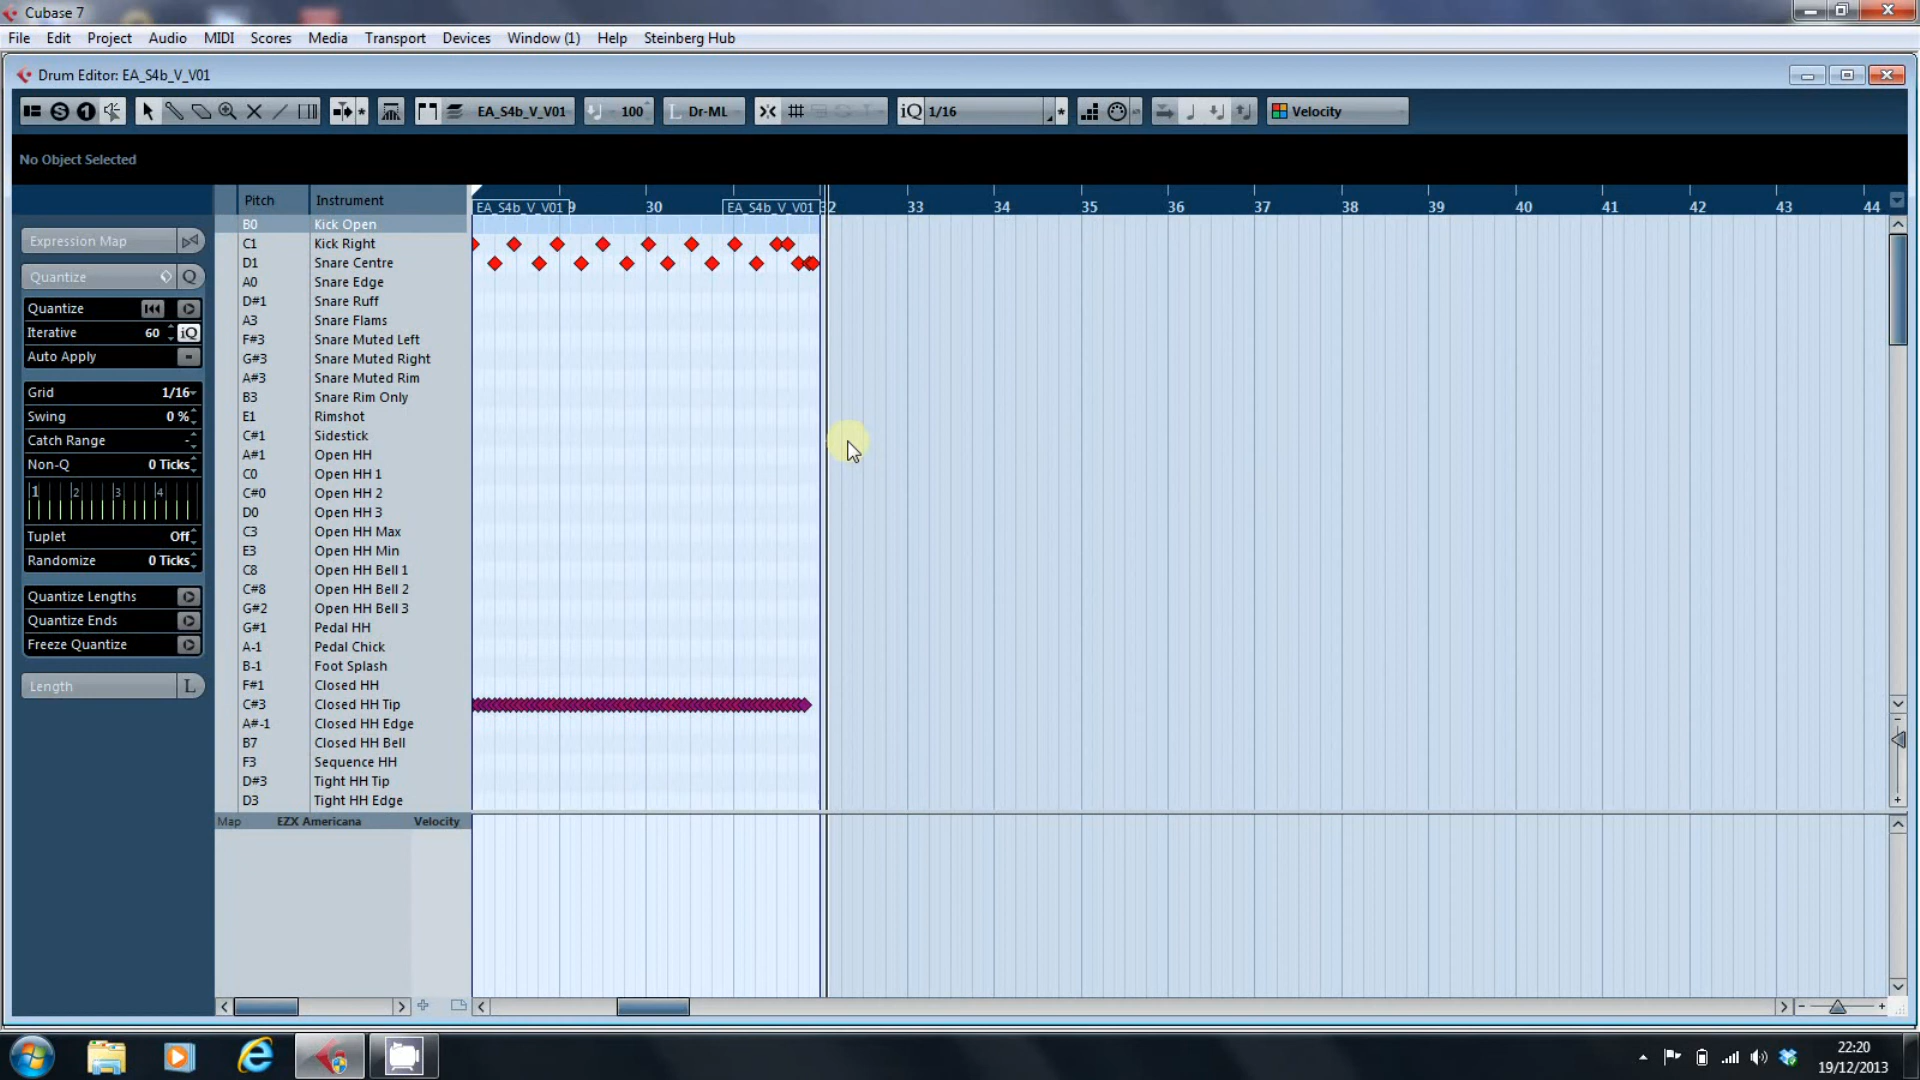 Cubase 7
File Edit Project Audio MIDI Scores Media Transport Devices Window (1) Help Steinberg Hub
Drum Editor: EA_S4b_V_V01
EA_S4b_V_V01 100 L Dr-ML iQ 1/16 Velocity
No Object Selected
Pitch Instrument
EA_S4b_V_V01 9 30 EA_S4b_V_V01 32 33 34 35 36 37 38 39 40 41 42 43 44
B0 Kick Open
Expression Map
C1 Kick Right
D1 Snare Centre
Quantize Q
A0 Snare Edge
D#1 Snare Ruff
Quantize
A3 Snare Flams
Iterative 60 iQ
F#3 Snare Muted Left
Auto Apply
G#3 Snare Muted Right
A#3 Snare Muted Rim
Grid 1/16
B3 Snare Rim Only
Swing 0 %
E1 Rimshot
Catch Range -
C#1 Sidestick
A#1 Open HH
Non-Q 0 Ticks
C0 Open HH 1
1 2 3 4
C#0 Open HH 2
D0 Open HH 3
Tuplet Off
C3 Open HH Max
E3 Open HH Min
Randomize 0 Ticks
C8 Open HH Bell 1
C#8 Open HH Bell 2
Quantize Lengths
G#2 Open HH Bell 3
Quantize Ends
G#1 Pedal HH
Freeze Quantize
A-1 Pedal Chick
B-1 Foot Splash
Length L
F#1 Closed HH
C#3 Closed HH Tip
A#-1 Closed HH Edge
B7 Closed HH Bell
F3 Sequence HH
D#3 Tight HH Tip
D3 Tight HH Edge
Map EZX Americana Velocity
22:20
19/12/2013